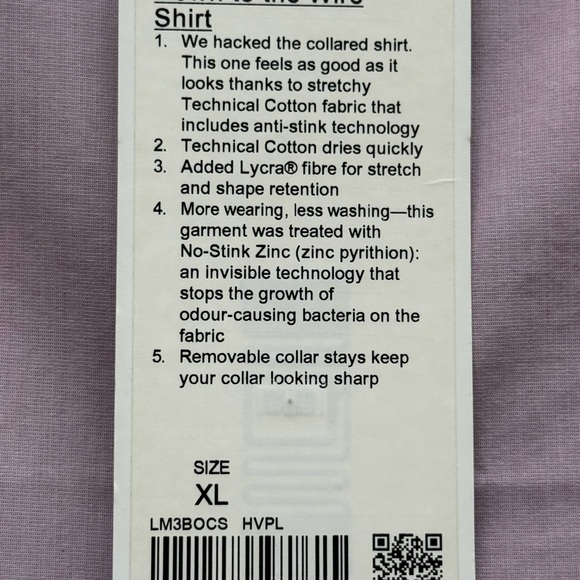 Down to the Wire
Shirt
1. We hacked the collared shirt.
This one feels as good as it
looks thanks to stretchy
Technical Cotton fabric that
includes anti-stink technology
2. Technical Cotton dries quickly
3. Added Lycra® fibre for stretch
and shape retention
4. More wearing, less washing—this
garment was treated with
No-Stink Zinc (zinc pyrithion):
an invisible technology that
stops the growth of
odour-causing bacteria on the
fabric
5. Removable collar stays keep
your collar looking sharp
SIZE
XL
LM3BOCS HVPL